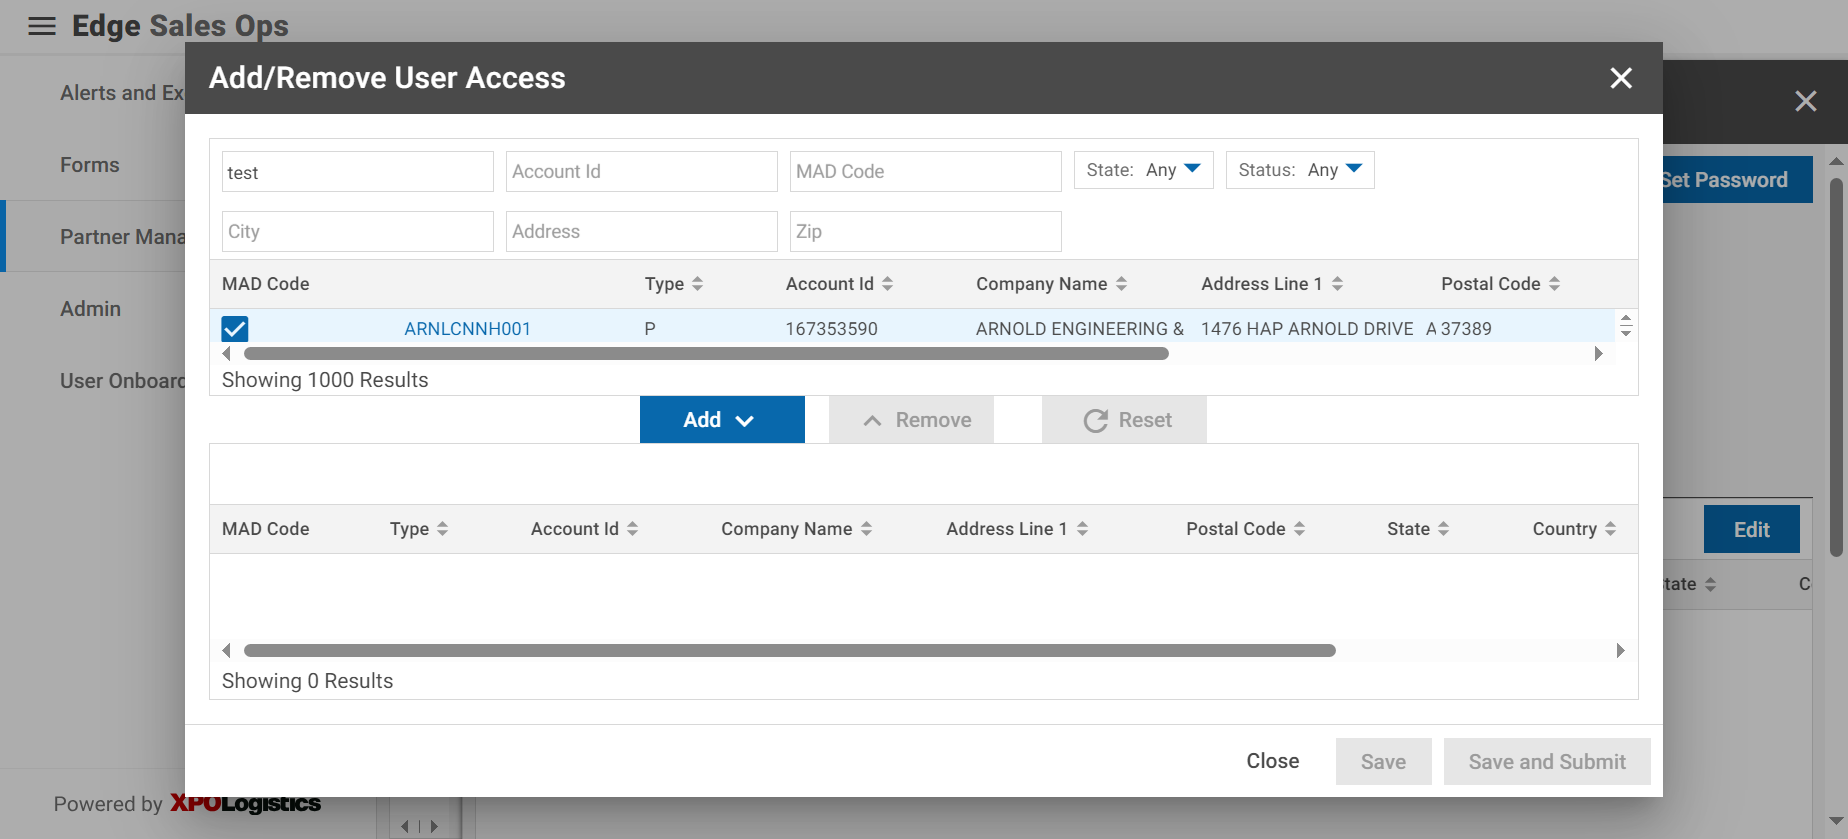 Edge Sales Ops
Alerts and Ex
Forms
Partner Mana
Admin
User Onboard
Powered by XPOLogistics
Add/Remove User Access
test
Account Id
MAD Code
State: Any
Status: Any
City
Address
Zip
MAD Code Type Account Id Company Name Address Line 1 Postal Code
ARNLCNNH001 P 167353590 ARNOLD ENGINEERING & 1476 HAP ARNOLD DRIVE A 37389
Showing 1000 Results
Add
Remove
Reset
MAD Code Type Account Id Company Name Address Line 1 Postal Code State Country
Showing 0 Results
Close
Save
Save and Submit
Set Password
Edit
tate C